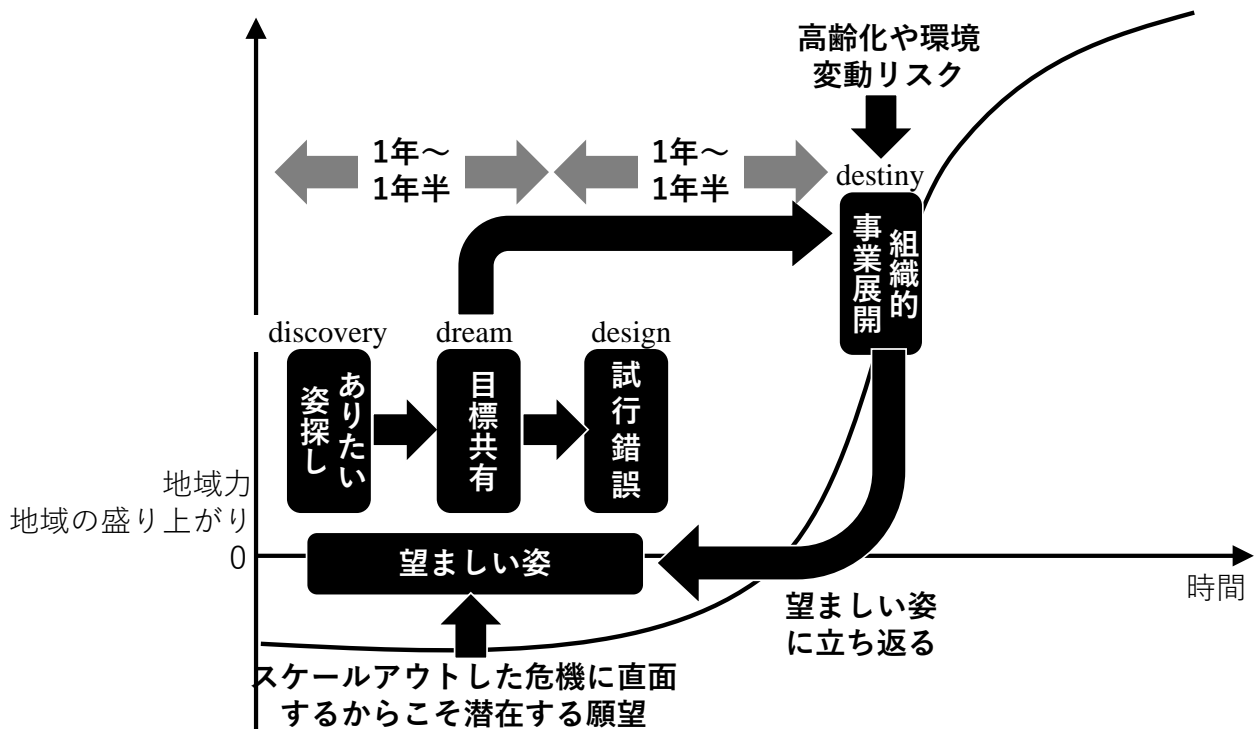 高齢化や環境
変動リスク
1年～
1年半
1年～
1年半
destiny
組織的
事業展開
discovery
dream
design
ありたい
姿探し
目標共有
試行錯誤
地域力
地域の盛り上がり
0
望ましい姿
時間
望ましい姿
に立ち返る
スケールアウトした危機に直面
するからこそ潜在する願望